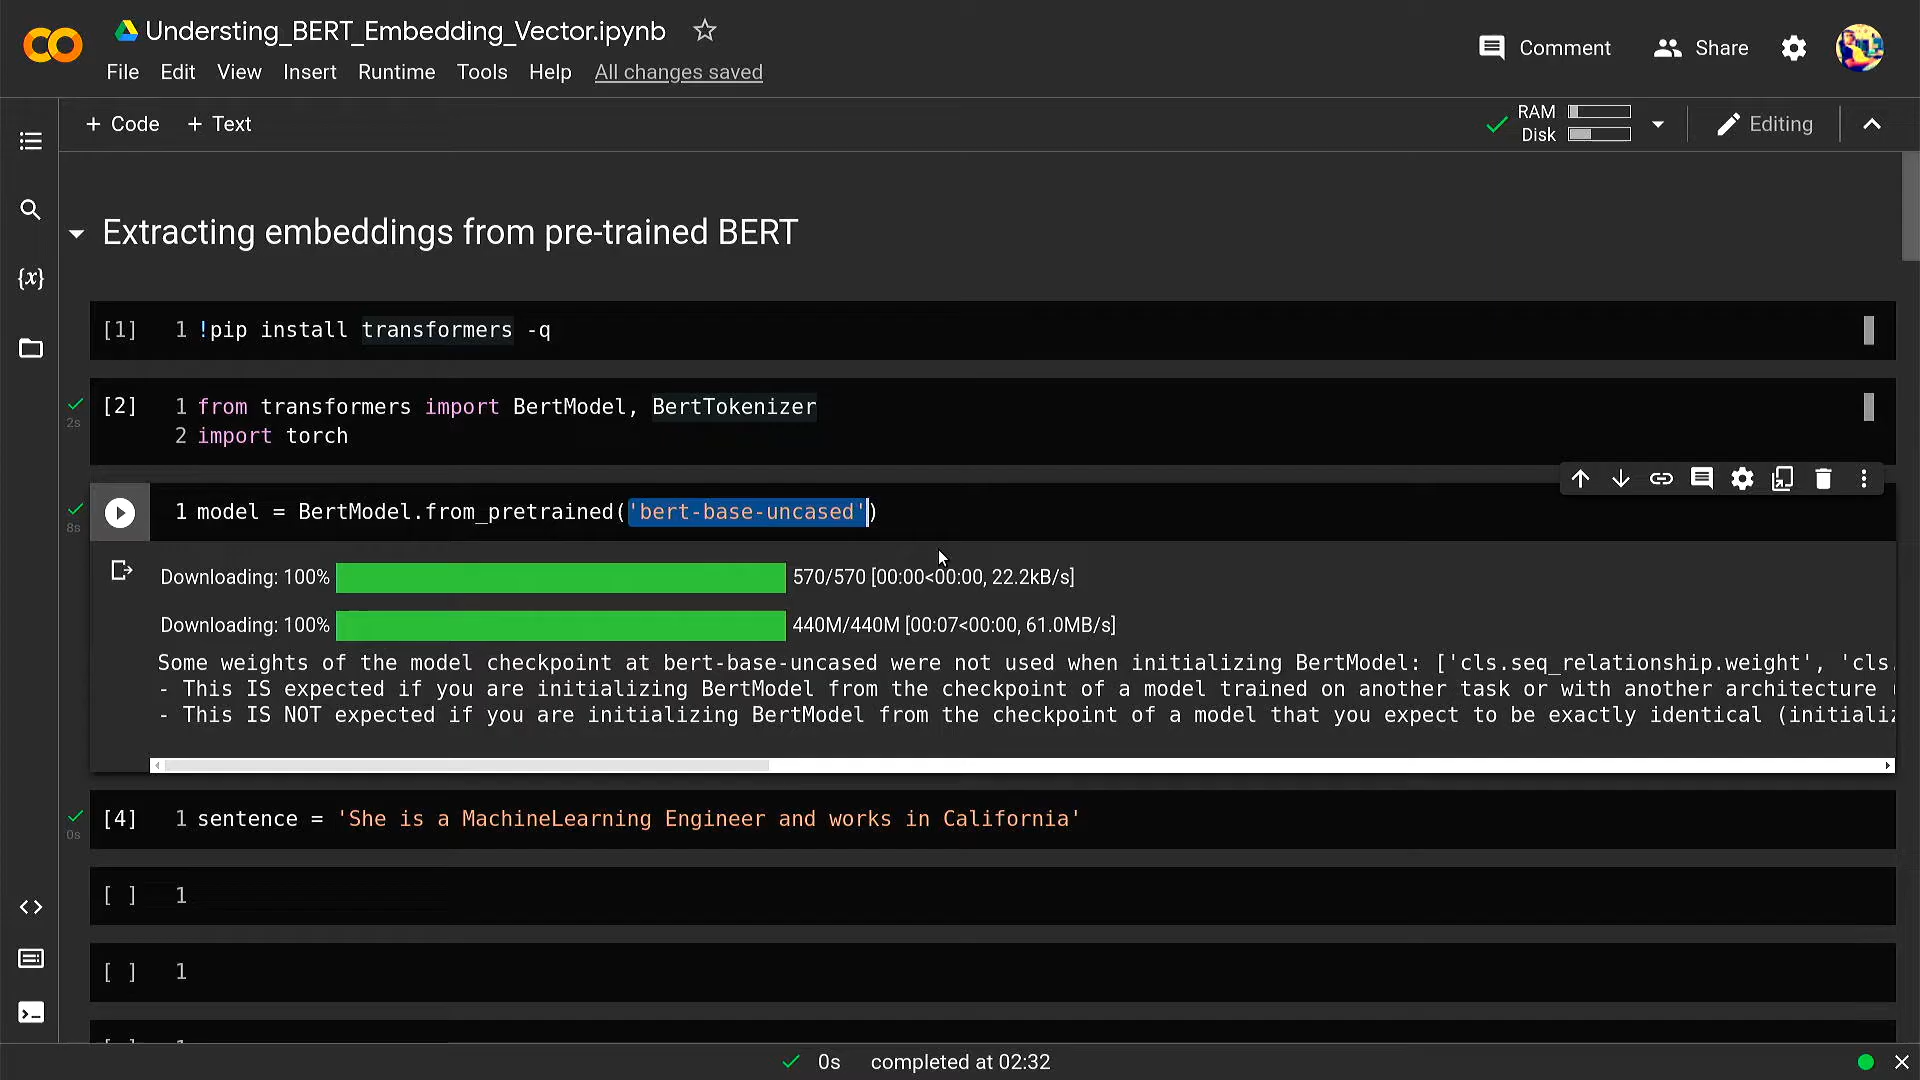 Understing_BERT_Embedding_Vector.ipynb
Comment
Share
File Edit View Insert Runtime Tools Help All changes saved
+ Code + Text
RAM
Disk
Editing
{x}
Extracting embeddings from pre-trained BERT
[1] 1 !pip install transformers -q
[2] 1 from transformers import BertModel, BertTokenizer
2s
2 import torch
1 model = BertModel.from_pretrained('bert-base-uncased')
8s
Downloading: 100% 570/570 [00:00<00:00, 22.2kB/s]
Downloading: 100% 440M/440M [00:07<00:00, 61.0MB/s]
Some weights of the model checkpoint at bert-base-uncased were not used when initializing BertModel: ['cls.seq_relationship.weight', 'cls.
- This IS expected if you are initializing BertModel from the checkpoint of a model trained on another task or with another architecture (
- This IS NOT expected if you are initializing BertModel from the checkpoint of a model that you expect to be exactly identical (initializ
[4] 1 sentence = 'She is a MachineLearning Engineer and works in California'
0s
[ ] 1
[ ] 1
0s completed at 02:32